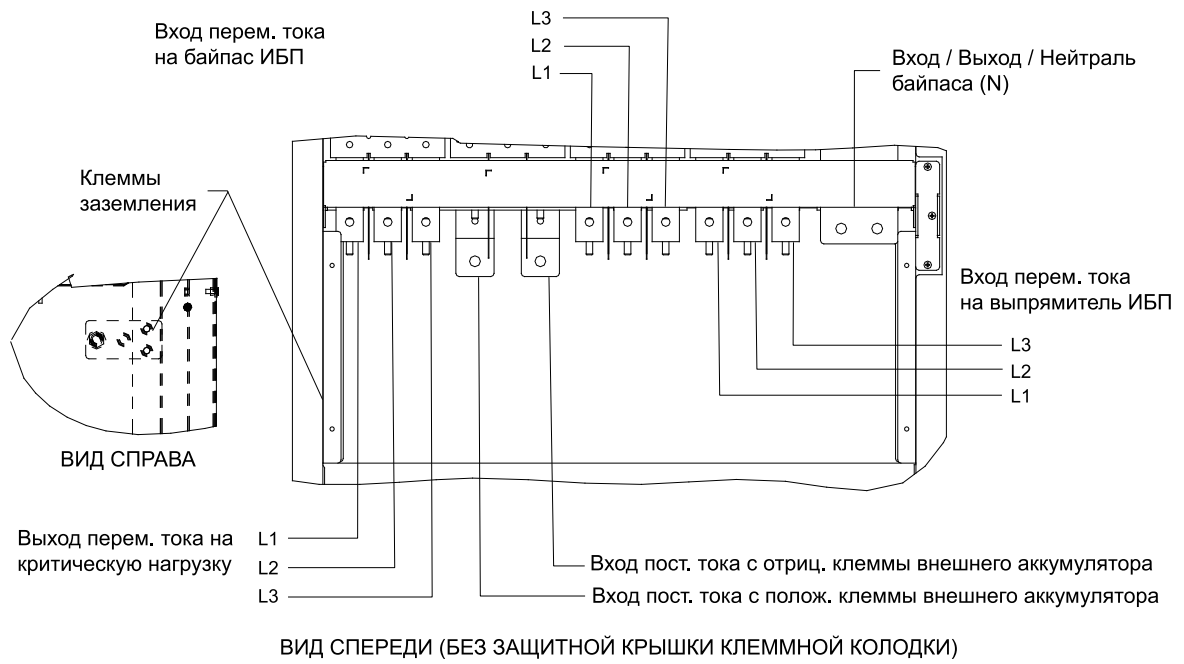 Вход перем. тока
на байпас ИБП
L3
L2
L1
Вход / Выход / Нейтраль
байпаса (N)
Клеммы
заземления
Вход перем. тока
на выпрямитель ИБП
L3
L2
L1
ВИД СПРАВА
Выход перем. тока на
критическую нагрузку
L1
L2
L3
Вход пост. тока с отриц. клеммы внешнего аккумулятора
Вход пост. тока с полож. клеммы внешнего аккумулятора
ВИД СПЕРЕДИ (БЕЗ ЗАЩИТНОЙ КРЫШКИ КЛЕММНОЙ КОЛОДКИ)